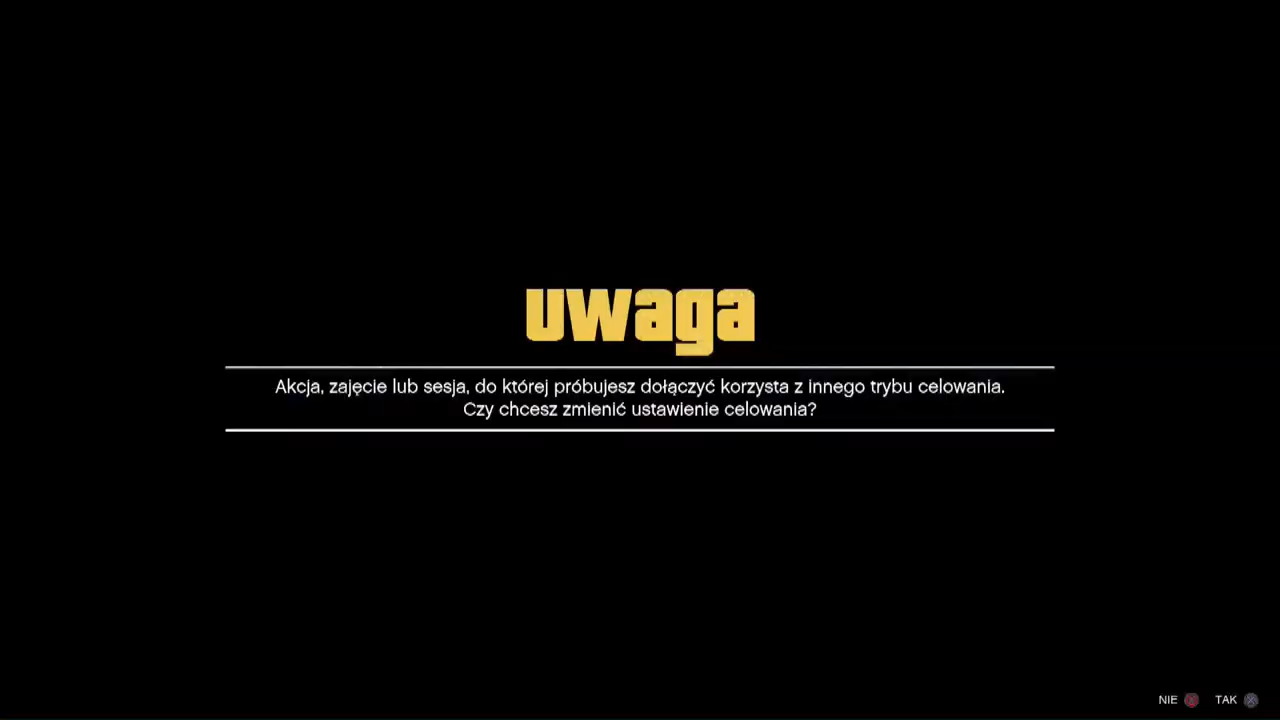 uwaga
Akcja, zajęcie lub sesja, do której próbujesz dołączyć korzysta z innego trybu celowania.
Czy chcesz zmienić ustawienie celowania?
NIE TAK